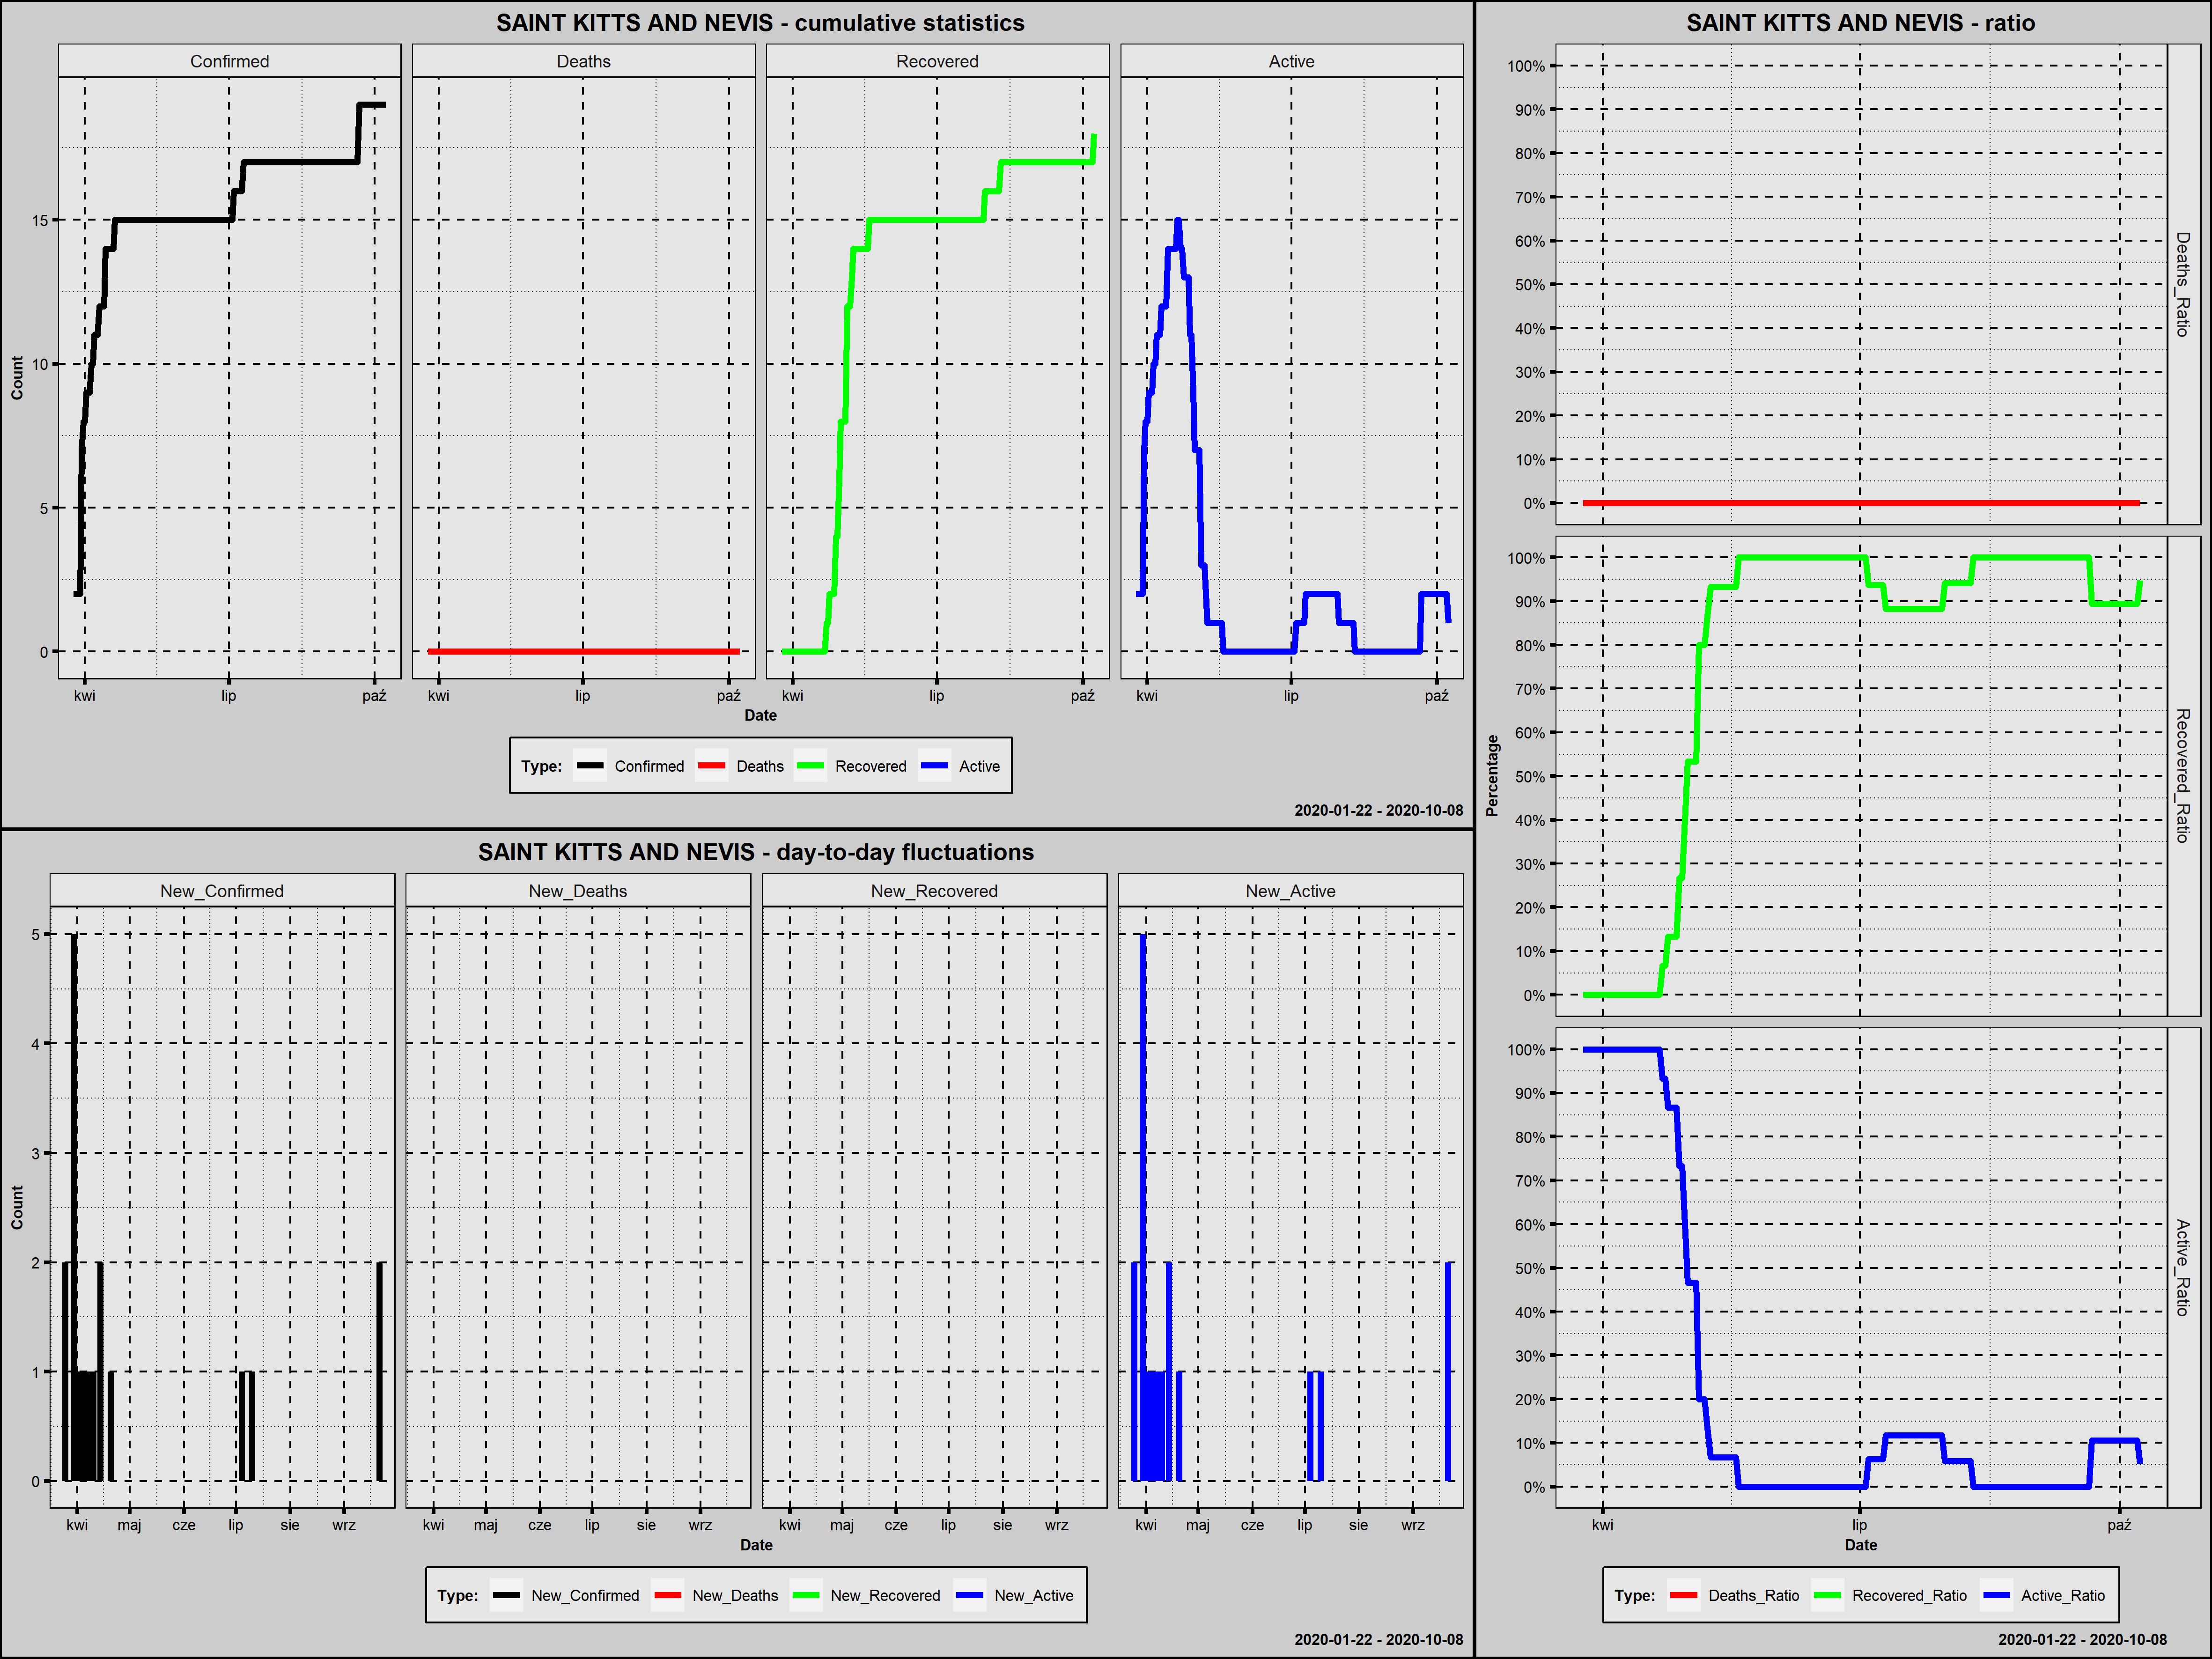 SAINT KITTS AND NEVIS - cumulative statistics
Confirmed Deaths Recovered Active
Count
15
10
5
0
kwi lip paź kwi lip paź kwi lip paź kwi lip paź
Date
Type: Confirmed Deaths Recovered Active
2020-01-22 - 2020-10-08
SAINT KITTS AND NEVIS - day-to-day fluctuations
New_Confirmed New_Deaths New_Recovered New_Active
Count
5
4
3
2
1
0
kwi maj cze lip sie wrz kwi maj cze lip sie wrz kwi maj cze lip sie wrz kwi maj cze lip sie wrz
Date
Type: New_Confirmed New_Deaths New_Recovered New_Active
2020-01-22 - 2020-10-08
SAINT KITTS AND NEVIS - ratio
Percentage
100%
90%
80%
70%
60%
50%
40%
30%
20%
10%
0%
Deaths_Ratio
100%
90%
80%
70%
60%
50%
40%
30%
20%
10%
0%
Recovered_Ratio
100%
90%
80%
70%
60%
50%
40%
30%
20%
10%
0%
Active_Ratio
kwi lip paź
Date
Type: Deaths_Ratio Recovered_Ratio Active_Ratio
2020-01-22 - 2020-10-08